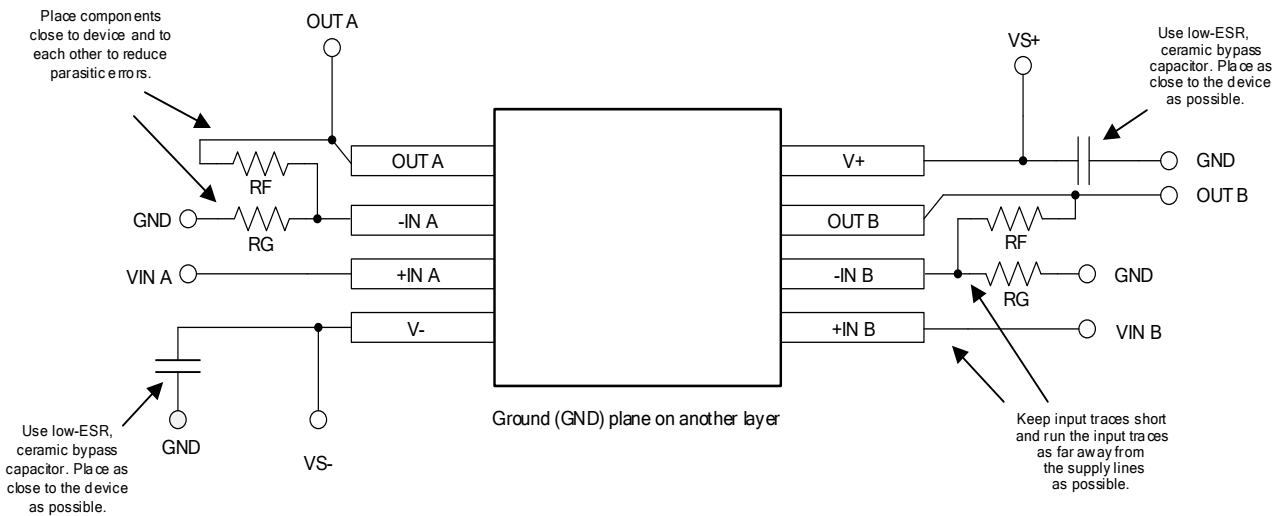 Place components
close to device and to
each other to reduce
parasitic errors.
OUT A
VS+
Use low-ESR,
ceramic bypass
capacitor. Place as
close to the device
as possible.
OUT A
V+
GND
RF
OUT B
GND
-IN A
OUT B
RG
RF
VIN A
+IN A
-IN B
GND
RG
V-
+IN B
VIN B
Ground (GND) plane on another layer
Use low-ESR,
ceramic bypass
capacitor. Place as
close to the device
as possible.
GND
VS-
Keep input traces short
and run the input traces
as far away from
the supply lines
as possible.